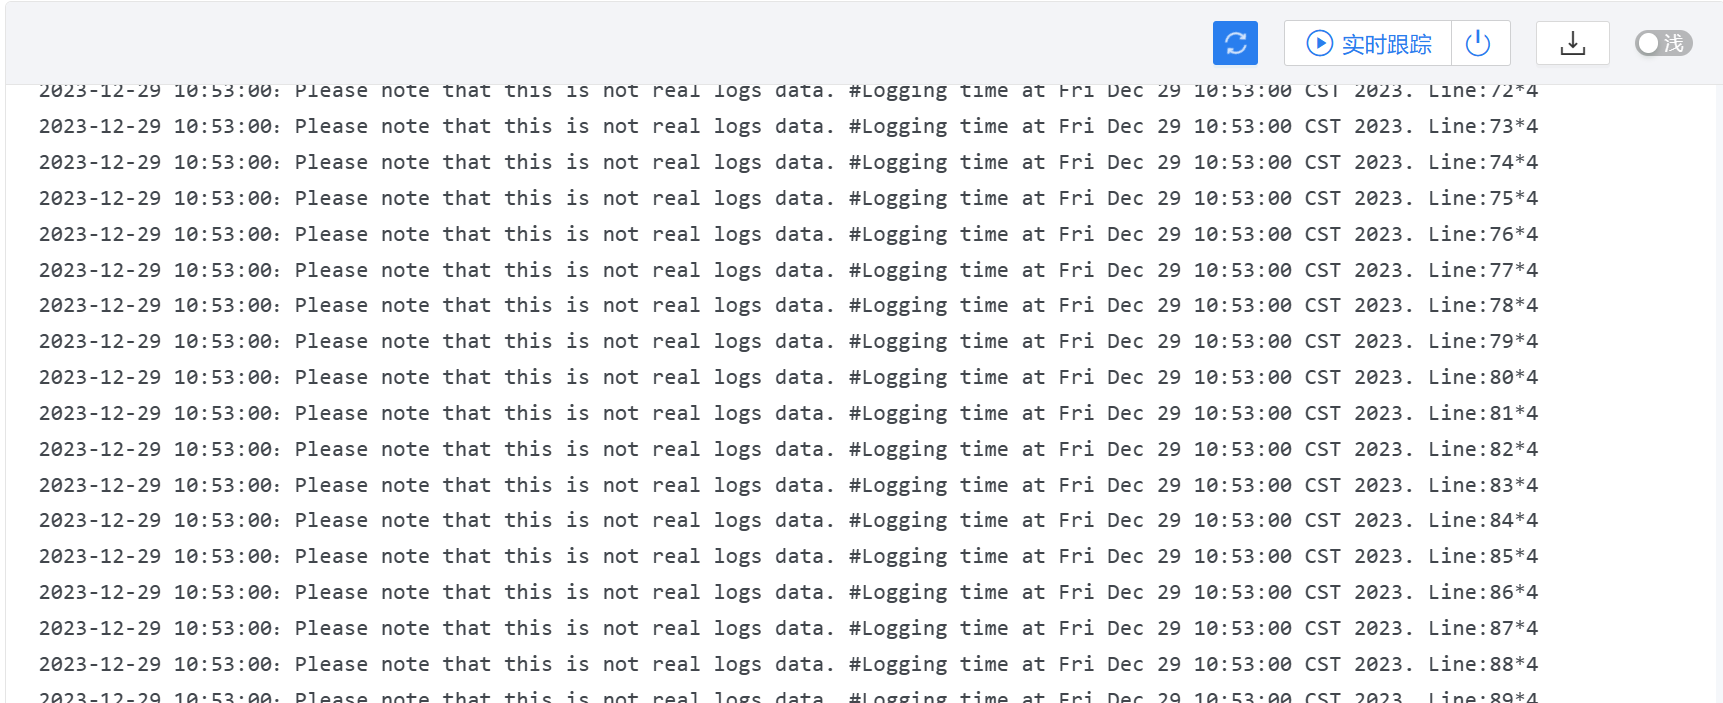 实时跟踪 浅
2023-12-29 10:53:00: Please note that this is not real logs data. #Logging time at Fri Dec 29 10:53:00 CST 2023. Line:72*4
2023-12-29 10:53:00: Please note that this is not real logs data. #Logging time at Fri Dec 29 10:53:00 CST 2023. Line:73*4
2023-12-29 10:53:00: Please note that this is not real logs data. #Logging time at Fri Dec 29 10:53:00 CST 2023. Line:74*4
2023-12-29 10:53:00: Please note that this is not real logs data. #Logging time at Fri Dec 29 10:53:00 CST 2023. Line:75*4
2023-12-29 10:53:00: Please note that this is not real logs data. #Logging time at Fri Dec 29 10:53:00 CST 2023. Line:76*4
2023-12-29 10:53:00: Please note that this is not real logs data. #Logging time at Fri Dec 29 10:53:00 CST 2023. Line:77*4
2023-12-29 10:53:00: Please note that this is not real logs data. #Logging time at Fri Dec 29 10:53:00 CST 2023. Line:78*4
2023-12-29 10:53:00: Please note that this is not real logs data. #Logging time at Fri Dec 29 10:53:00 CST 2023. Line:79*4
2023-12-29 10:53:00: Please note that this is not real logs data. #Logging time at Fri Dec 29 10:53:00 CST 2023. Line:80*4
2023-12-29 10:53:00: Please note that this is not real logs data. #Logging time at Fri Dec 29 10:53:00 CST 2023. Line:81*4
2023-12-29 10:53:00: Please note that this is not real logs data. #Logging time at Fri Dec 29 10:53:00 CST 2023. Line:82*4
2023-12-29 10:53:00: Please note that this is not real logs data. #Logging time at Fri Dec 29 10:53:00 CST 2023. Line:83*4
2023-12-29 10:53:00: Please note that this is not real logs data. #Logging time at Fri Dec 29 10:53:00 CST 2023. Line:84*4
2023-12-29 10:53:00: Please note that this is not real logs data. #Logging time at Fri Dec 29 10:53:00 CST 2023. Line:85*4
2023-12-29 10:53:00: Please note that this is not real logs data. #Logging time at Fri Dec 29 10:53:00 CST 2023. Line:86*4
2023-12-29 10:53:00: Please note that this is not real logs data. #Logging time at Fri Dec 29 10:53:00 CST 2023. Line:87*4
2023-12-29 10:53:00: Please note that this is not real logs data. #Logging time at Fri Dec 29 10:53:00 CST 2023. Line:88*4
2023-12-29 10:53:00: Please note that this is not real logs data. #Logging time at Fri Dec 29 10:53:00 CST 2023. Line:89*4